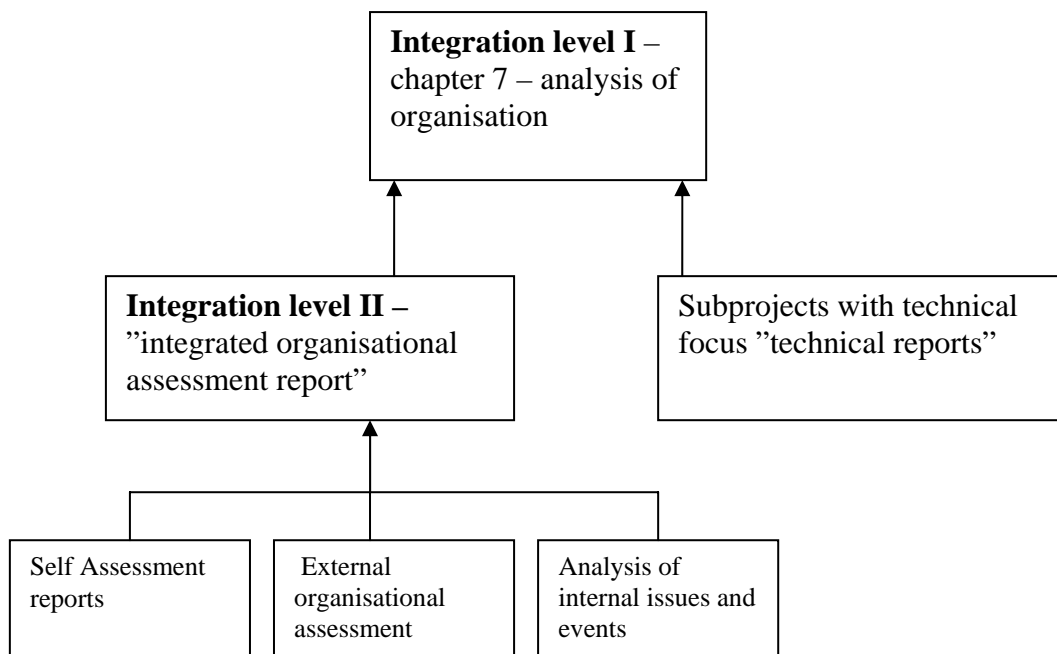 Integration level I –
chapter 7 – analysis of
organisation
Integration level II –
”integrated organisational
assessment report”
Subprojects with technical
focus ”technical reports”
Self Assessment
reports
External
organisational
assessment
Analysis of
internal issues and
events